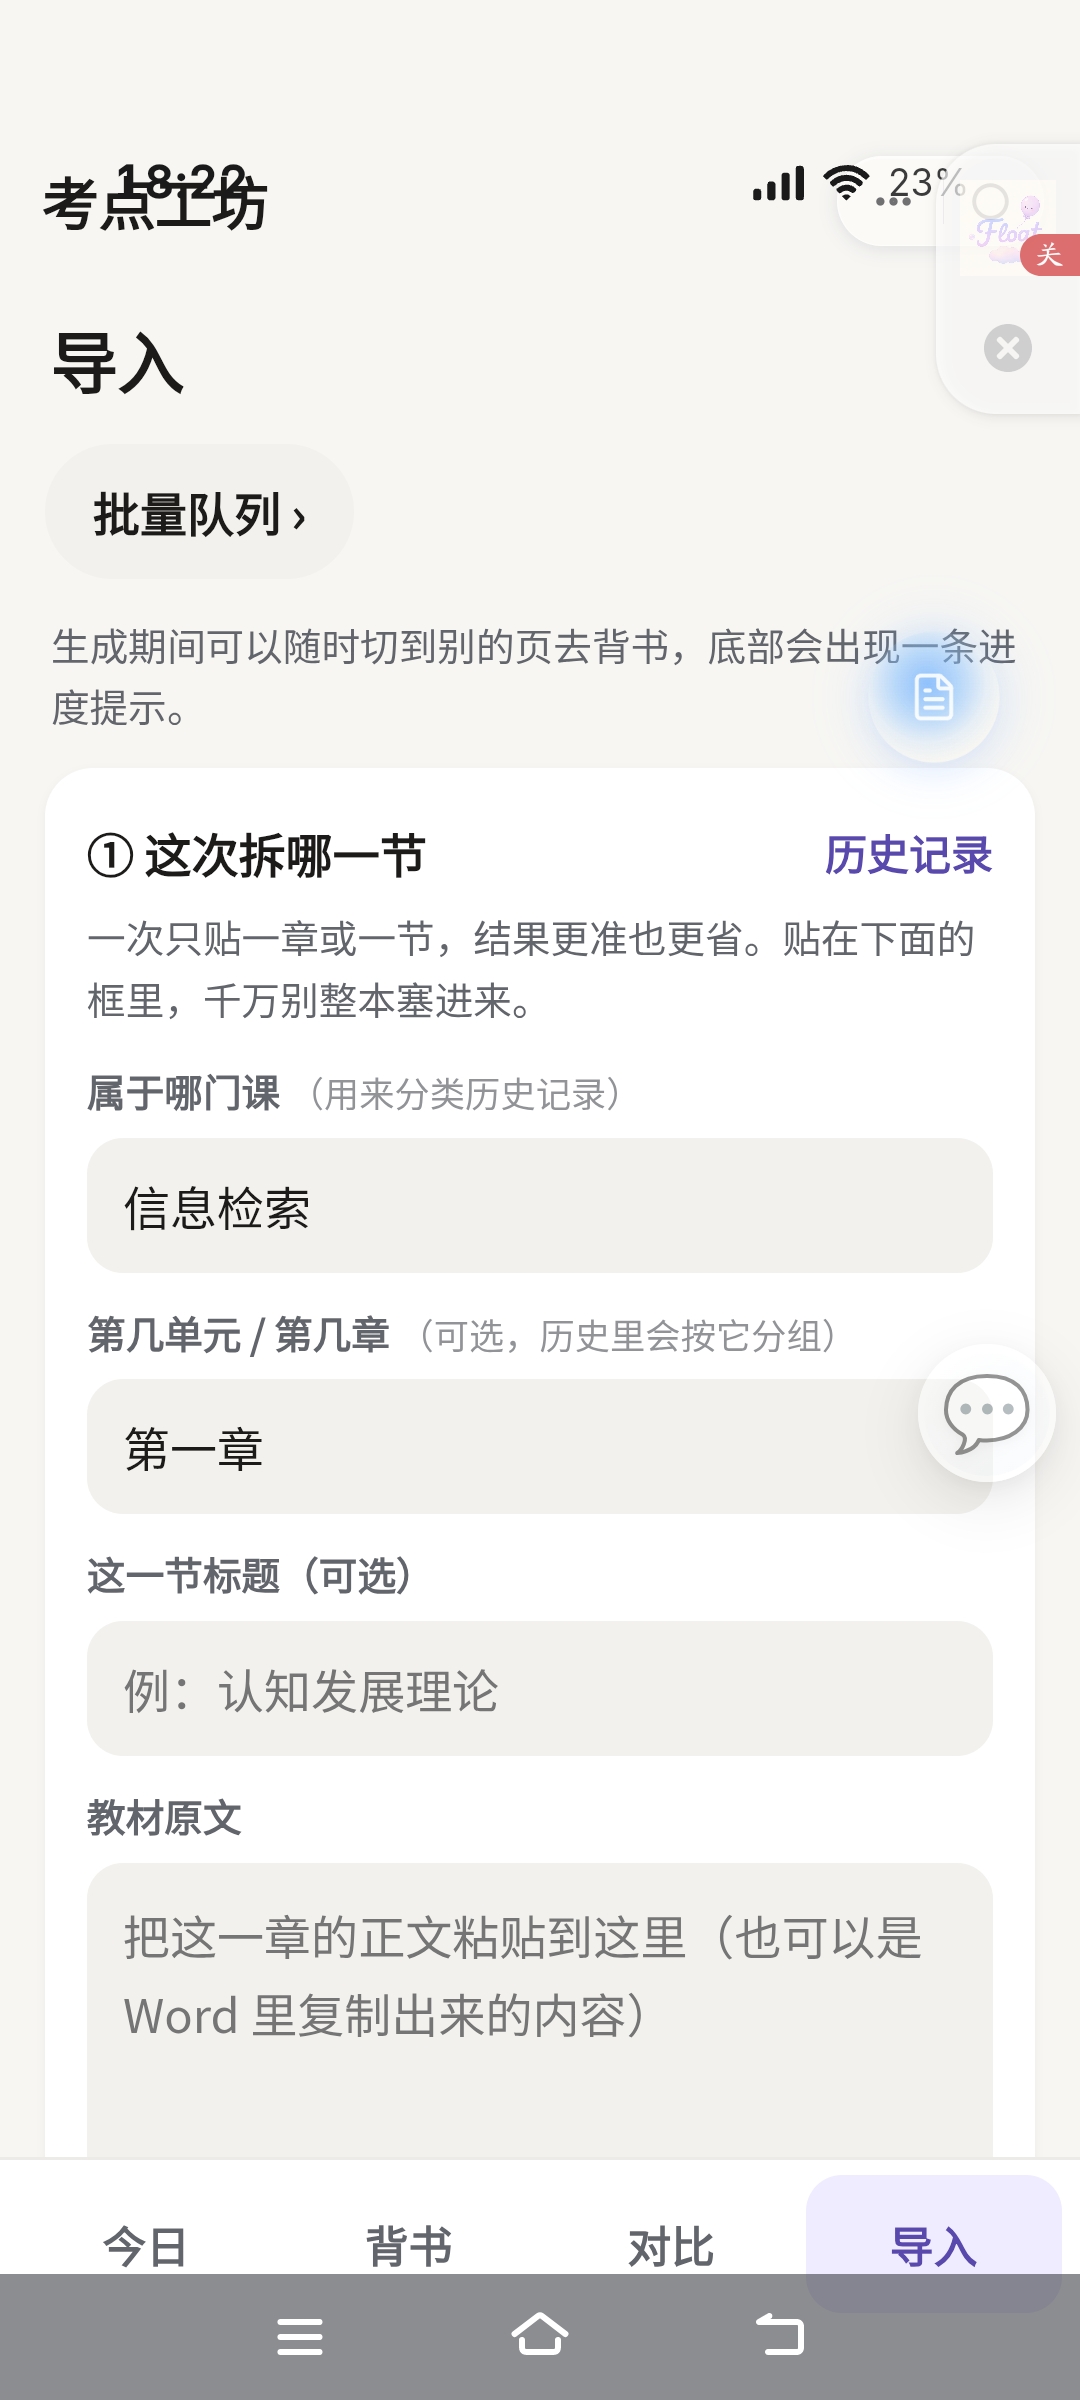 18:22
23%
考点工坊
Float
关
导入
批量队列 ›
生成期间可以随时切到别的页去背书，底部会出现一条进
度提示。
① 这次拆哪一节
历史记录
一次只贴一章或一节，结果更准也更省。贴在下面的
框里，千万别整本塞进来。
属于哪门课 （用来分类历史记录）
信息检索
第几单元 / 第几章 （可选，历史里会按它分组）
第一章
这一节标题（可选）
例：认知发展理论
教材原文
把这一章的正文粘贴到这里（也可以是
Word 里复制出来的内容）
今日
背书
对比
导入